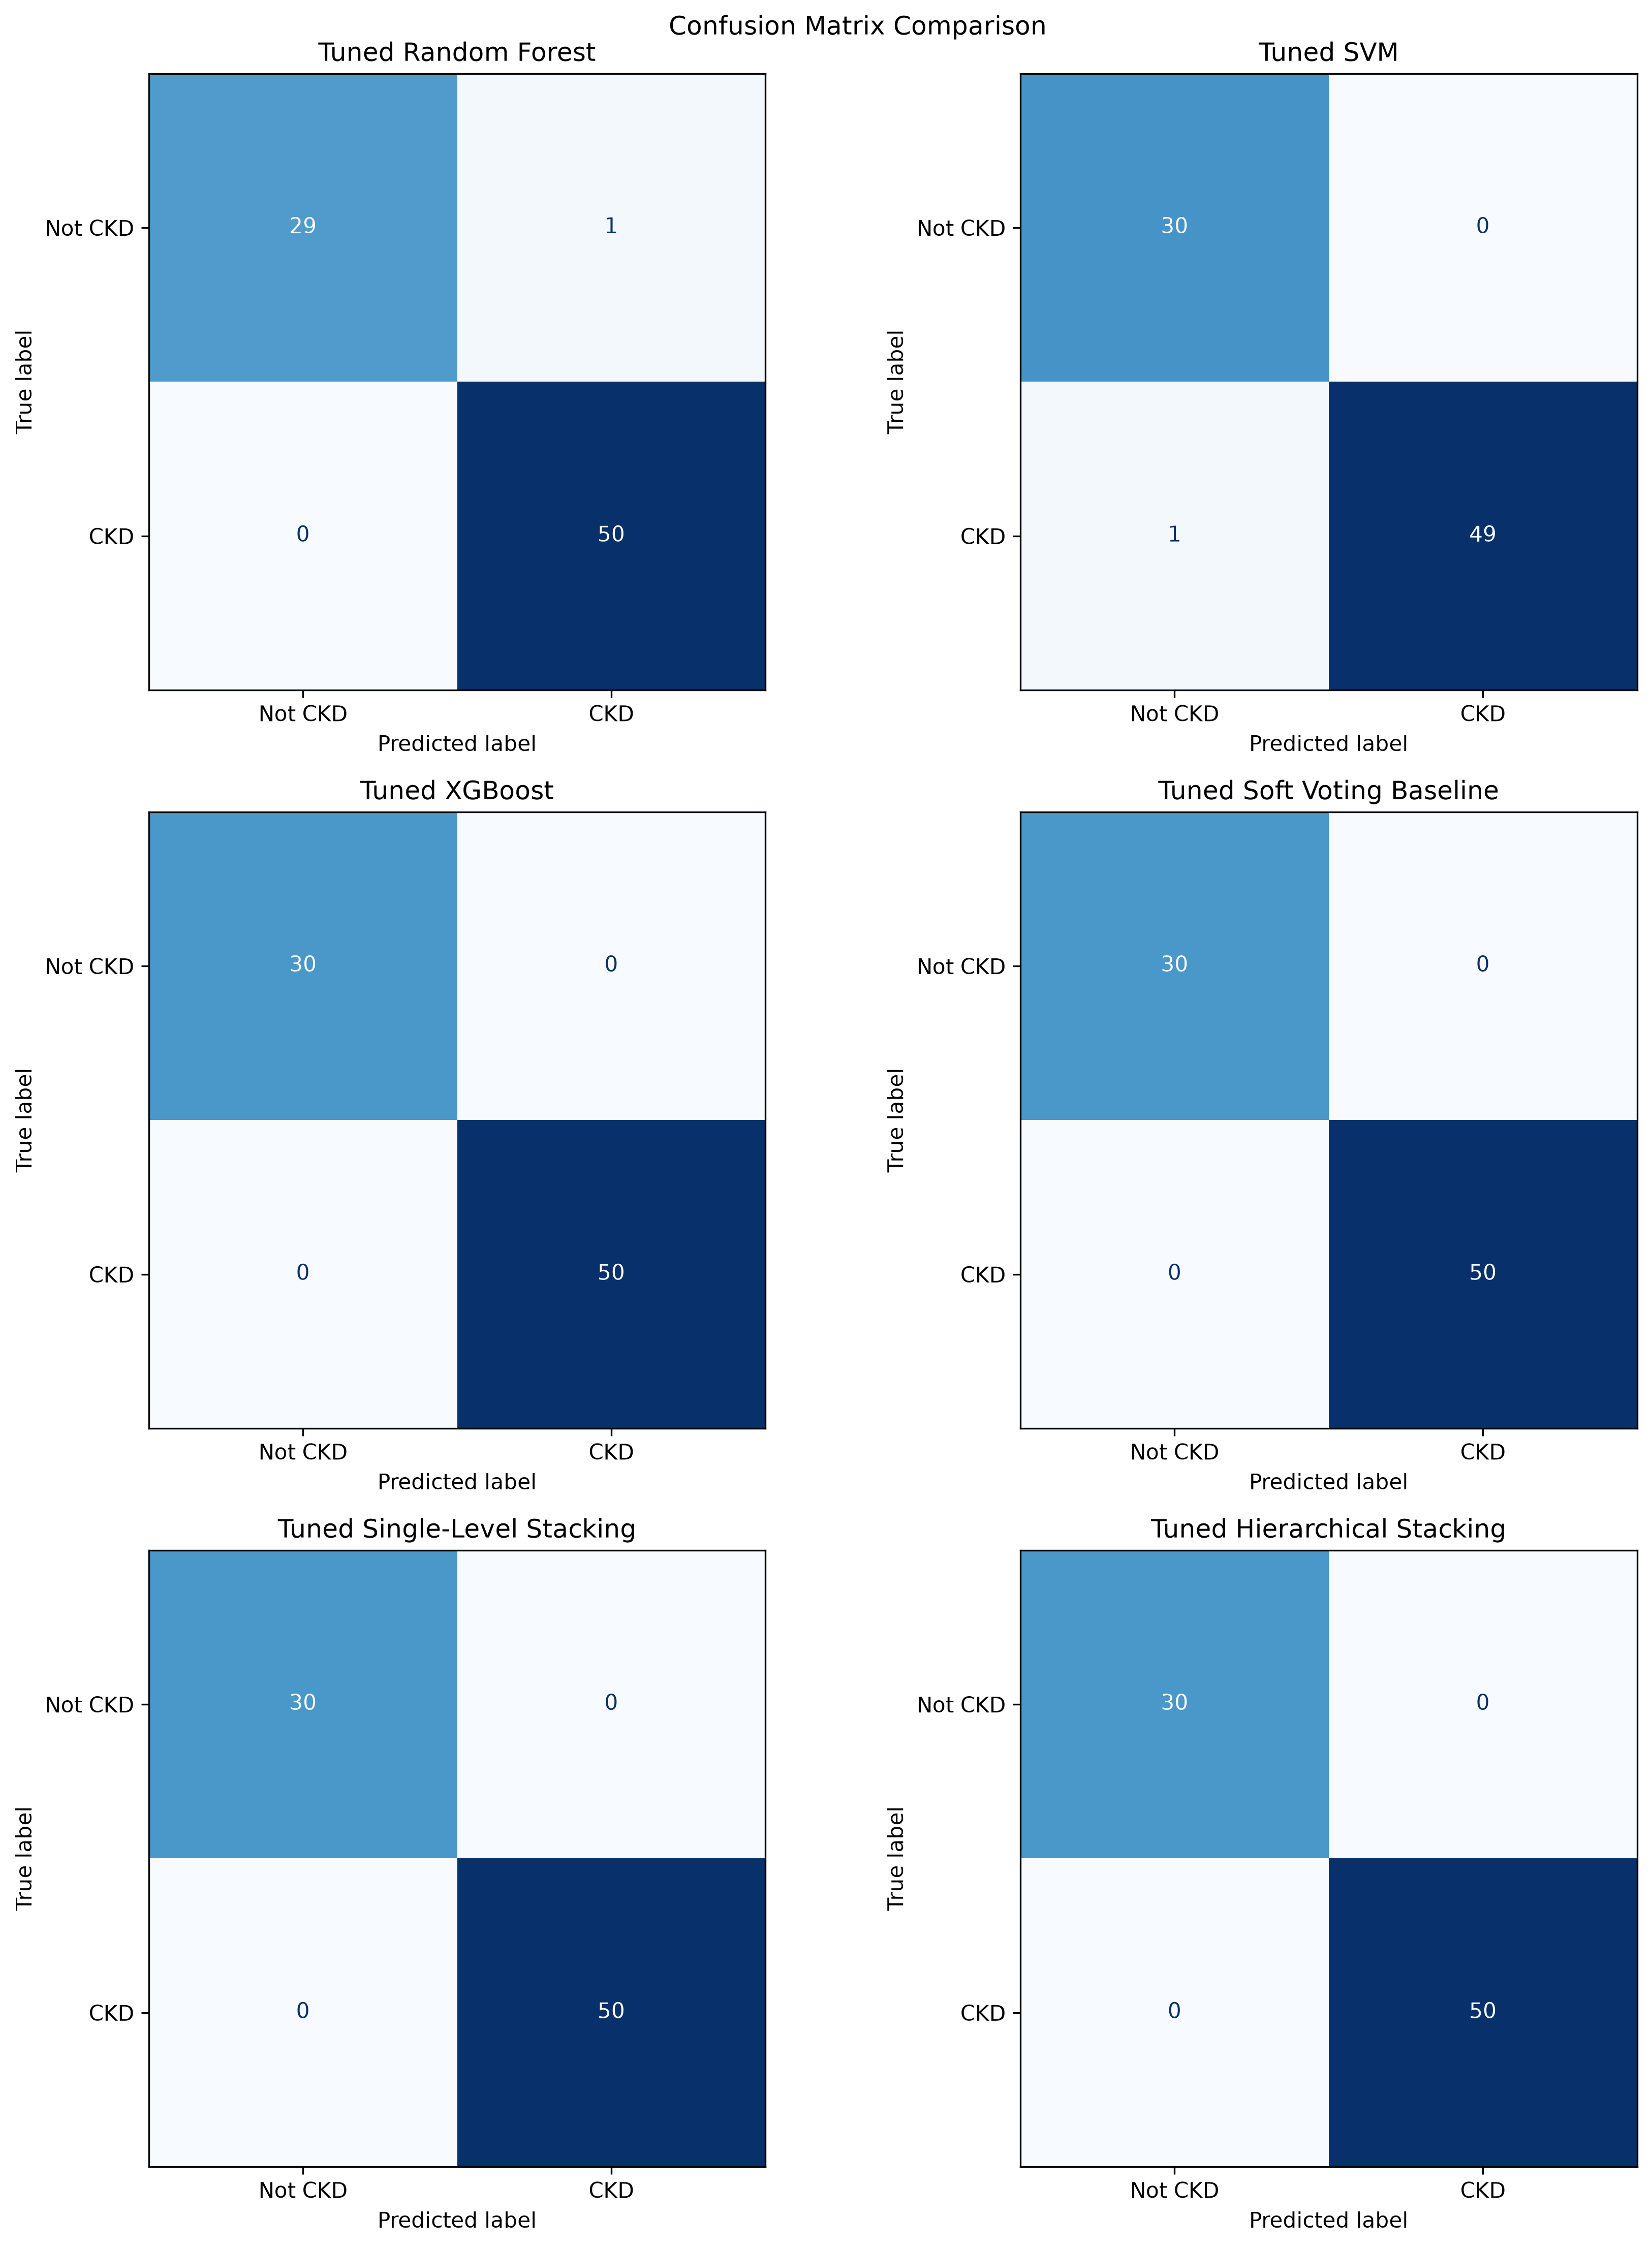 Confusion Matrix Comparison
Tuned Random Forest
True label
Not CKD
29
1
CKD
0
50
Not CKD
CKD
Predicted label
Tuned SVM
True label
Not CKD
30
0
CKD
1
49
Not CKD
CKD
Predicted label
Tuned XGBoost
True label
Not CKD
30
0
CKD
0
50
Not CKD
CKD
Predicted label
Tuned Soft Voting Baseline
True label
Not CKD
30
0
CKD
0
50
Not CKD
CKD
Predicted label
Tuned Single-Level Stacking
True label
Not CKD
30
0
CKD
0
50
Not CKD
CKD
Predicted label
Tuned Hierarchical Stacking
True label
Not CKD
30
0
CKD
0
50
Not CKD
CKD
Predicted label